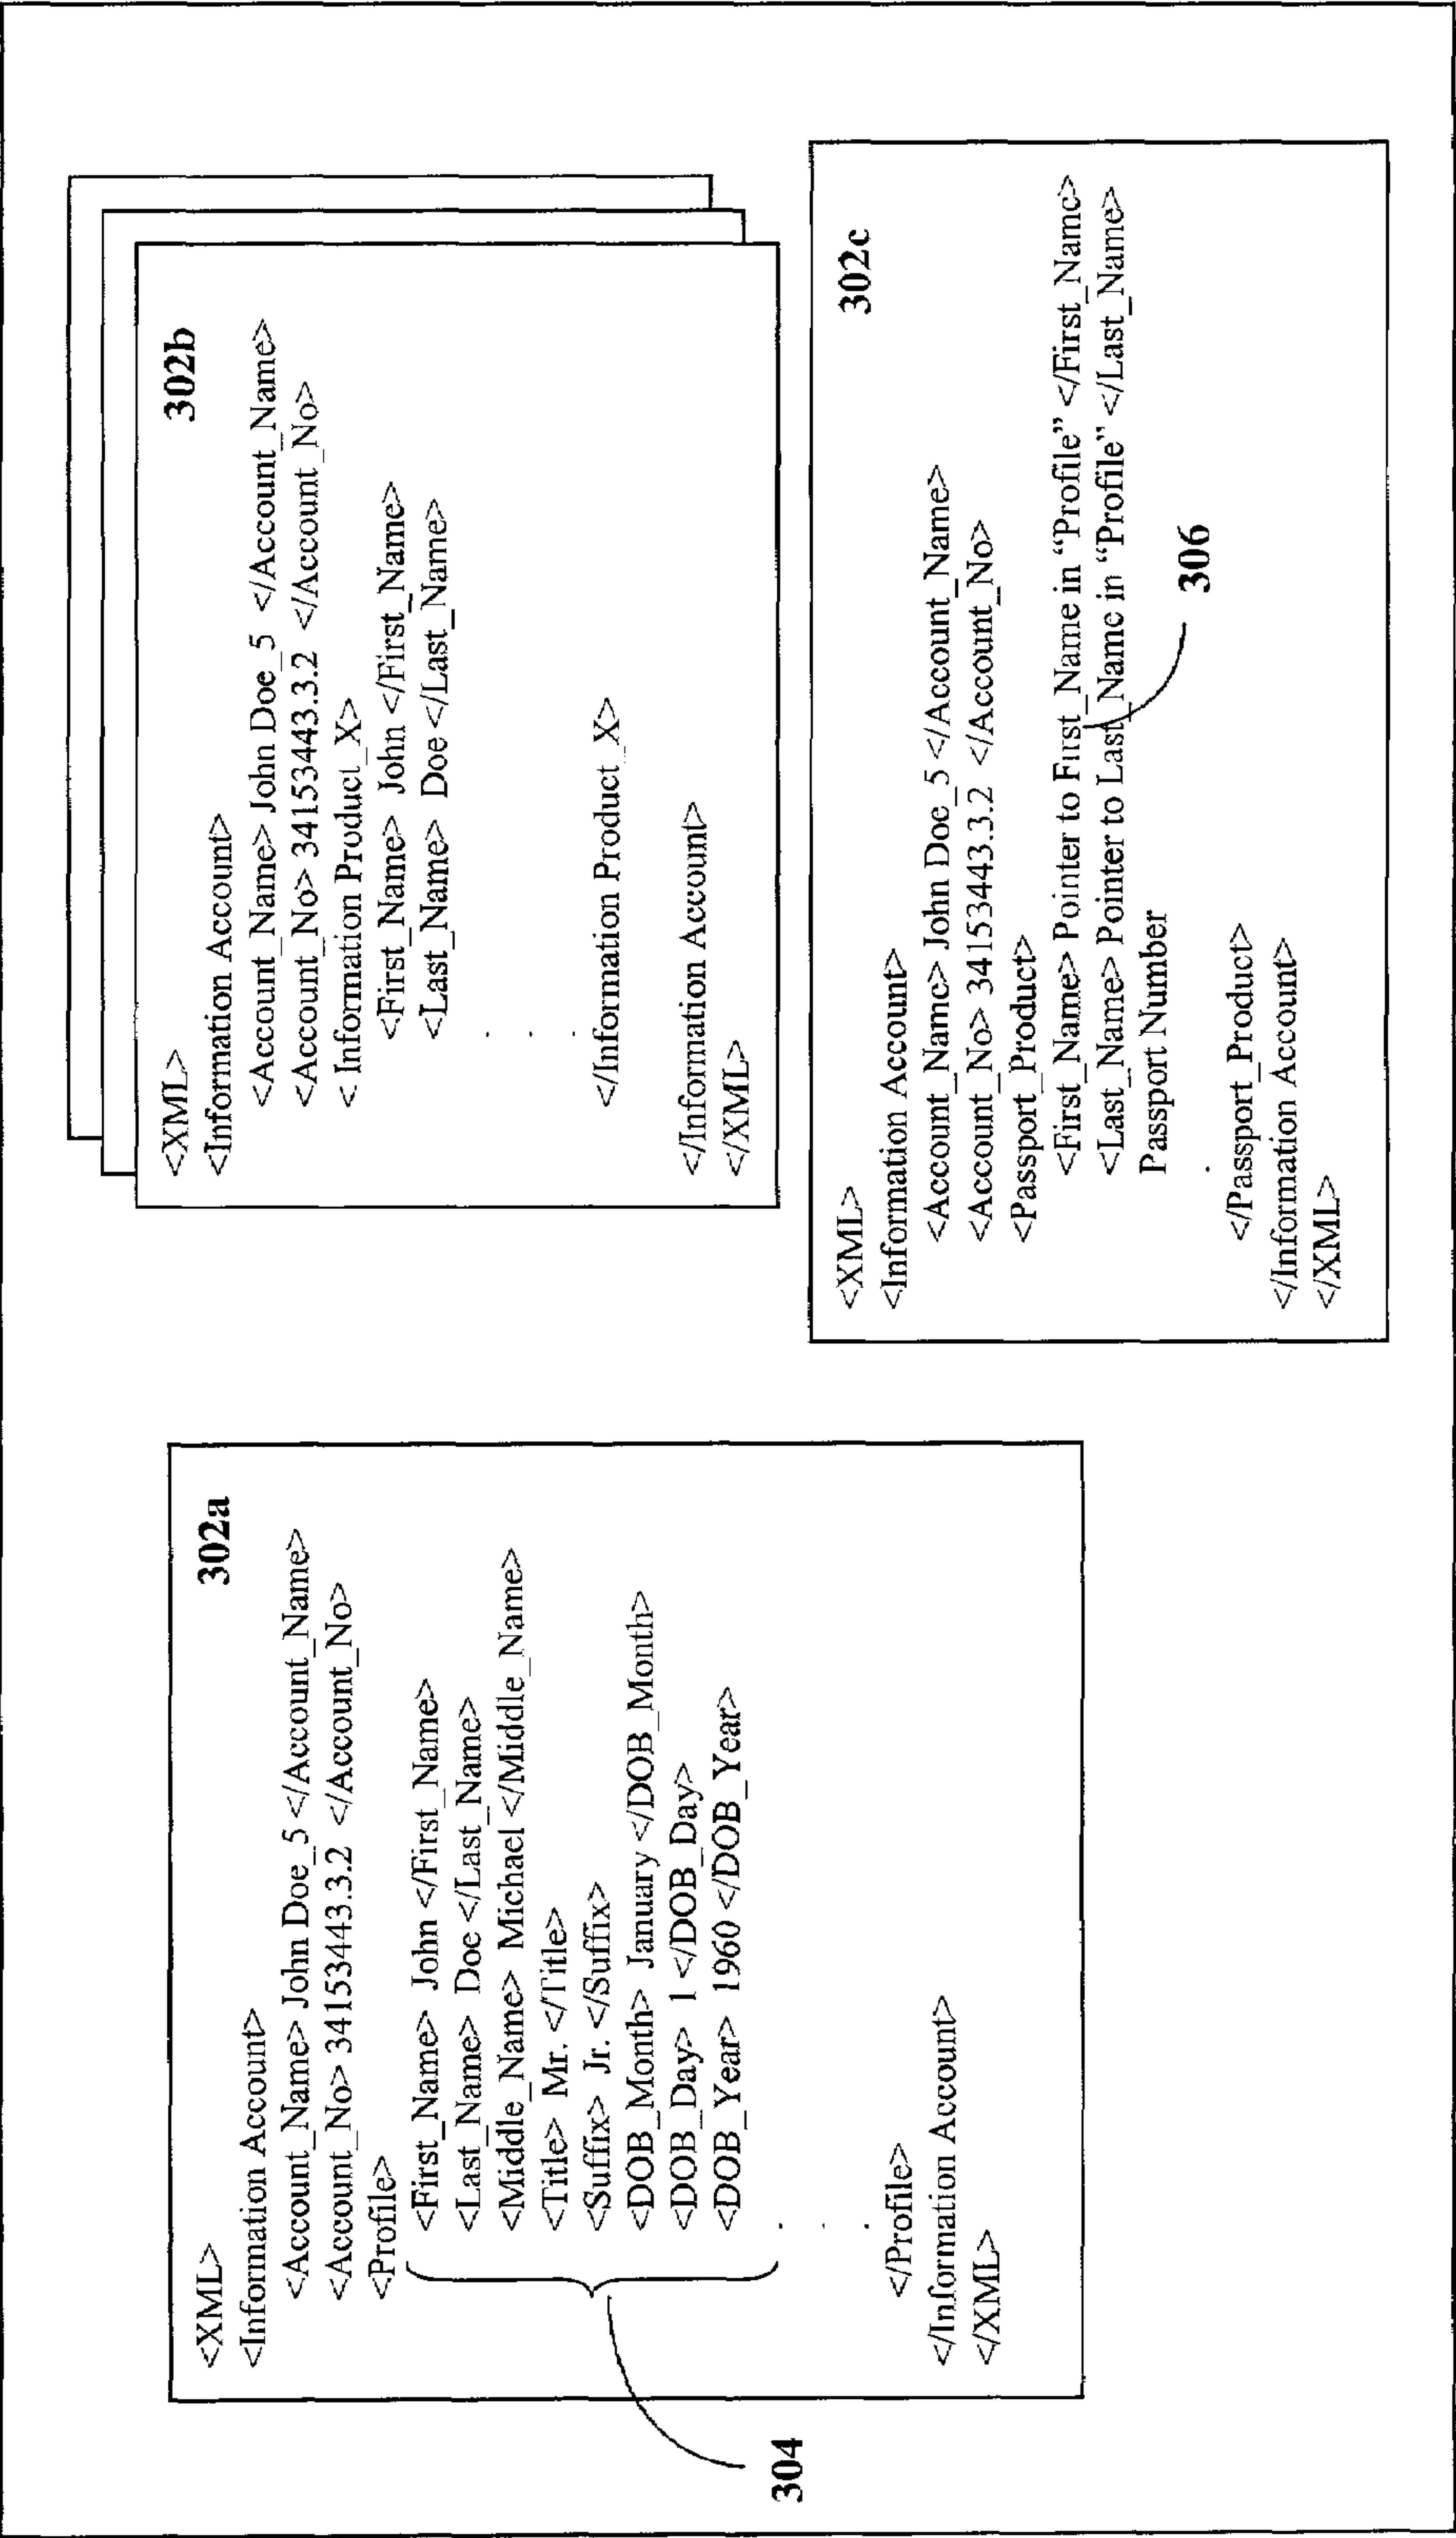 302a
<XML>
<Information Account>
<Account_Name> John Doe_5 </Account_Name>
<Account_No> 34153443.3.2 </Account_No>
<Profile>
<First_Name> John </First_Name>
<Last_Name> Doe </Last_Name>
<Middle_Name> Michael </Middle_Name>
<Title> Mr. </Title>
<Suffix> Jr. </Suffix>
<DOB_Month> January </DOB_Month>
<DOB_Day> 1 </DOB_Day>
<DOB_Year> 1960 </DOB_Year>
.
.
.
</Profile>
</Information Account>
</XML>
304
302b
<XML>
<Information Account>
<Account_Name> John Doe_5 </Account_Name>
<Account_No> 34153443.3.2 </Account_No>
< Information Product_X>
<First_Name> John </First_Name>
<Last_Name> Doe </Last_Name>
.
.
.
</Information Product_X>
</Information Account>
</XML>
302c
<XML>
<Information Account>
<Account_Name> John Doe_5 </Account_Name>
<Account_No> 34153443.3.2 </Account_No>
<Passport_Product>
<First_Name> Pointer to First_Name in “Profile” </First_Name>
<Last_Name> Pointer to Last_Name in “Profile” </Last_Name>
Passport Number
.
</Passport_Product>
</Information Account>
</XML>
306